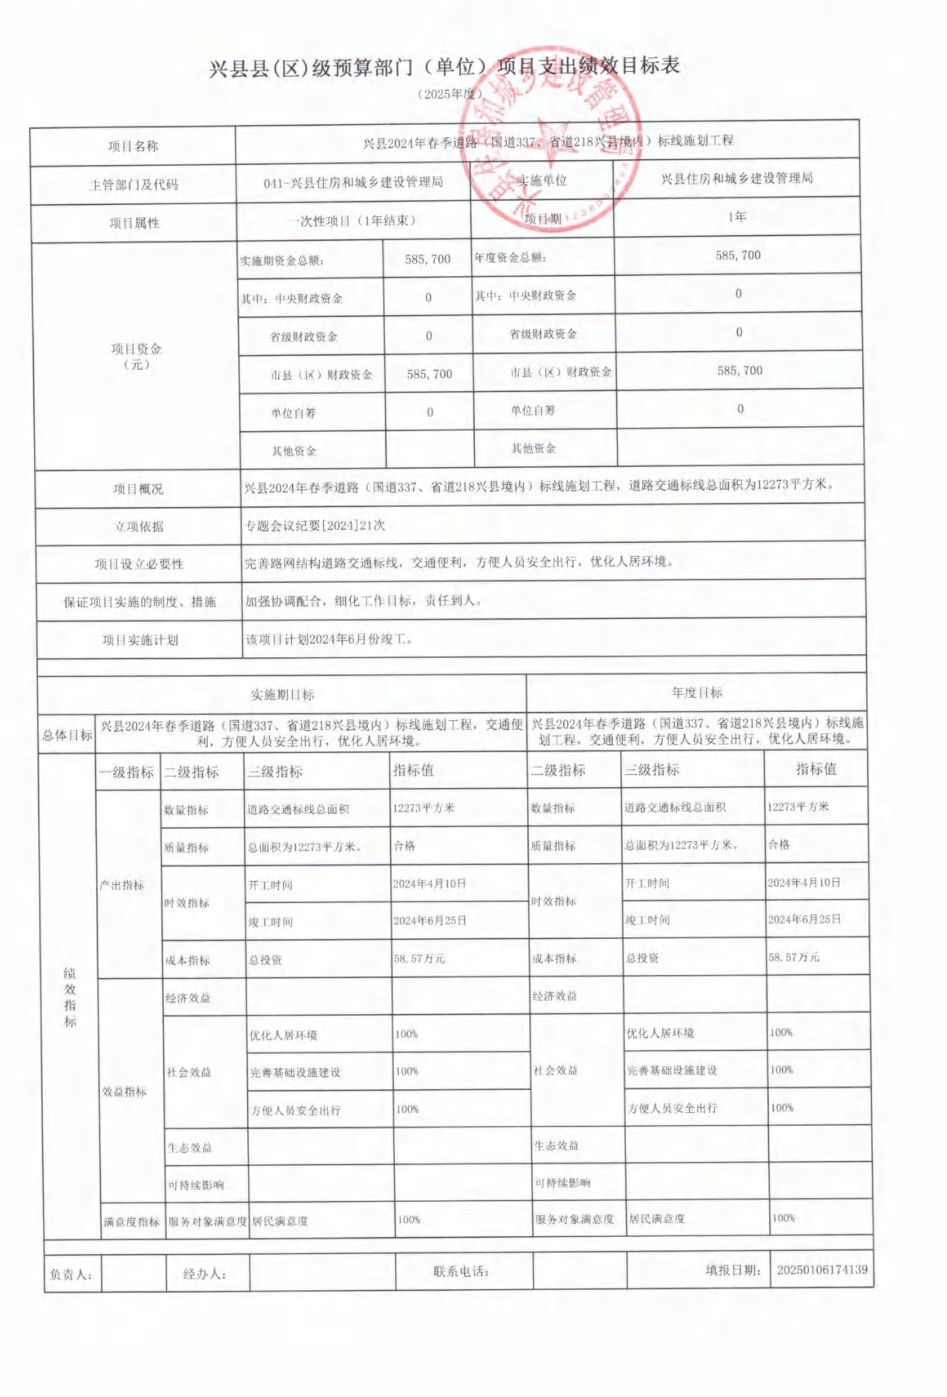 兴县县(区)级预算部门（单位）项目支出绩效目标表
（2025年度）
项目名称 兴县2024年春季道路（国道337、省道218兴县境内）标线施划工程
主管部门及代码 041-兴县住房和城乡建设管理局 实施单位 兴县住房和城乡建设管理局
项目属性 一次性项目（1年结束） 项目期 1年
项目资金
（元）
实施期资金总额： 585,700 年度资金总额： 585,700
其中：中央财政资金 0 其中：中央财政资金 0
省级财政资金 0 省级财政资金 0
市县（区）财政资金 585,700 市县（区）财政资金 585,700
单位自筹 0 单位自筹 0
其他资金 其他资金
项目概况 兴县2024年春季道路（国道337、省道218兴县境内）标线施划工程，道路交通标线总面积为12273平方米。
立项依据 专题会议纪要[2024]21次
项目设立必要性 完善路网结构道路交通标线，交通便利，方便人员安全出行，优化人居环境。
保证项目实施的制度、措施 加强协调配合，细化工作目标，责任到人。
项目实施计划 该项目计划2024年6月份竣工。
实施期目标 年度目标
总体目标
兴县2024年春季道路（国道337、省道218兴县境内）标线施划工程，交通便
利，方便人员安全出行，优化人居环境。
兴县2024年春季道路（国道337、省道218兴县境内）标线施
划工程，交通便利，方便人员安全出行，优化人居环境。
绩效指标
一级指标 二级指标 三级指标 指标值 二级指标 三级指标 指标值
产出指标
数量指标 道路交通标线总面积 12273平方米 数量指标 道路交通标线总面积 12273平方米
质量指标 总面积为12273平方米。 合格 质量指标 总面积为12273平方米。 合格
时效指标 开工时间 2024年4月10日 时效指标 开工时间 2024年4月10日
竣工时间 2024年6月25日 竣工时间 2024年6月25日
成本指标 总投资 58.57万元 成本指标 总投资 58.57万元
效益指标
经济效益 经济效益
社会效益 优化人居环境 100% 社会效益 优化人居环境 100%
完善基础设施建设 100% 完善基础设施建设 100%
方便人员安全出行 100% 方便人员安全出行 100%
生态效益 生态效益
可持续影响 可持续影响
满意度指标 服务对象满意度 居民满意度 100% 服务对象满意度 居民满意度 100%
负责人： 经办人： 联系电话： 填报日期： 20250106174139
兴县住房和城乡建设管理局